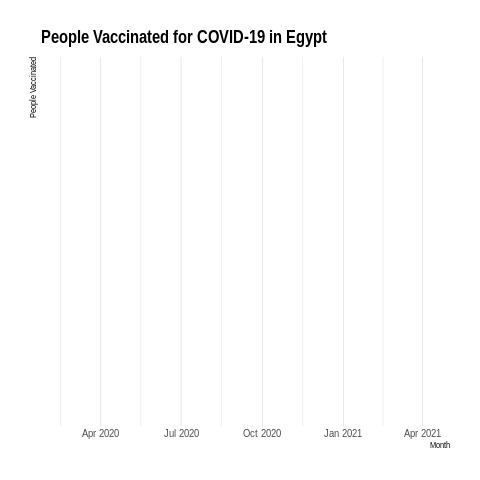 People Vaccinated for COVID-19 in Egypt
People Vaccinated
Apr 2020 Jul 2020 Oct 2020 Jan 2021 Apr 2021
Month